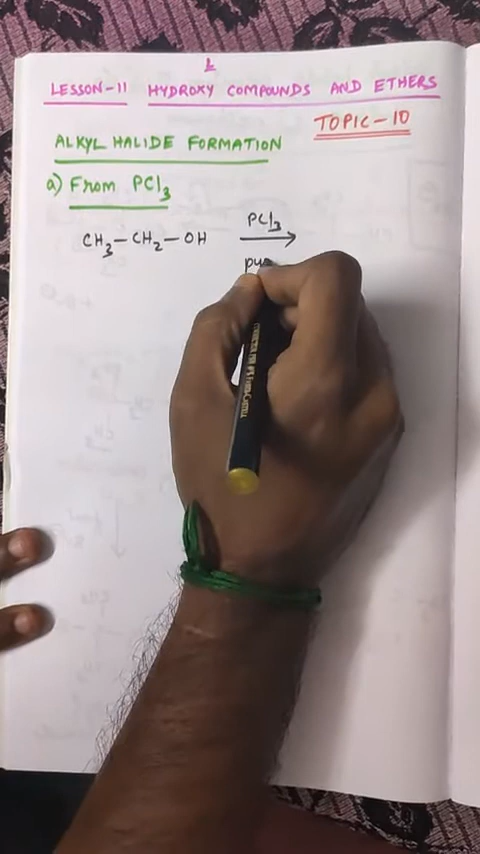 LESSON-11 HYDROXY COMPOUNDS AND ETHERS
TOPIC-10
ALKYL HALIDE FORMATION
a) From PCl3
CH3-CH2-OH PCl3